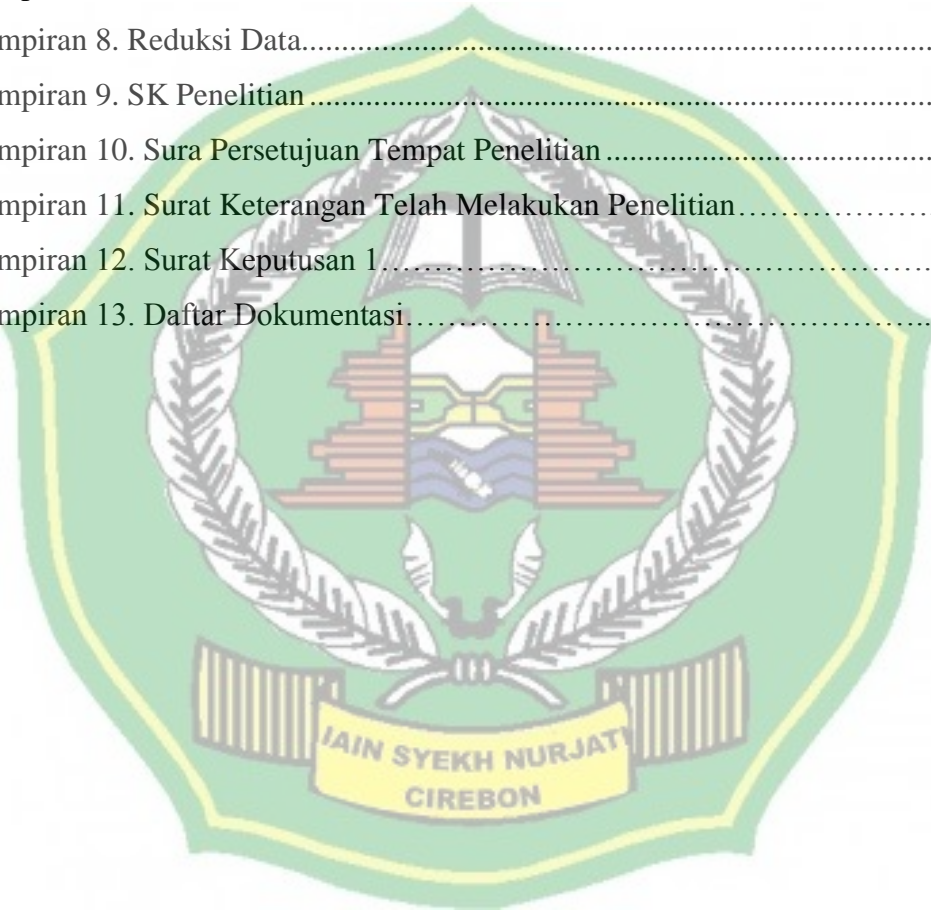 mpiran 8. Reduksi Data................................................................................
mpiran 9. SK Penelitian...............................................................................
mpiran 10. Sura Persetujuan Tempat Penelitian.........................................
mpiran 11. Surat Keterangan Telah Melakukan Penelitian……………………
mpiran 12. Surat Keputusan 1…………………………………………………..
mpiran 13. Daftar Dokumentasi…………………………………………………..
IAIN SYEKH NURJATI
CIREBON